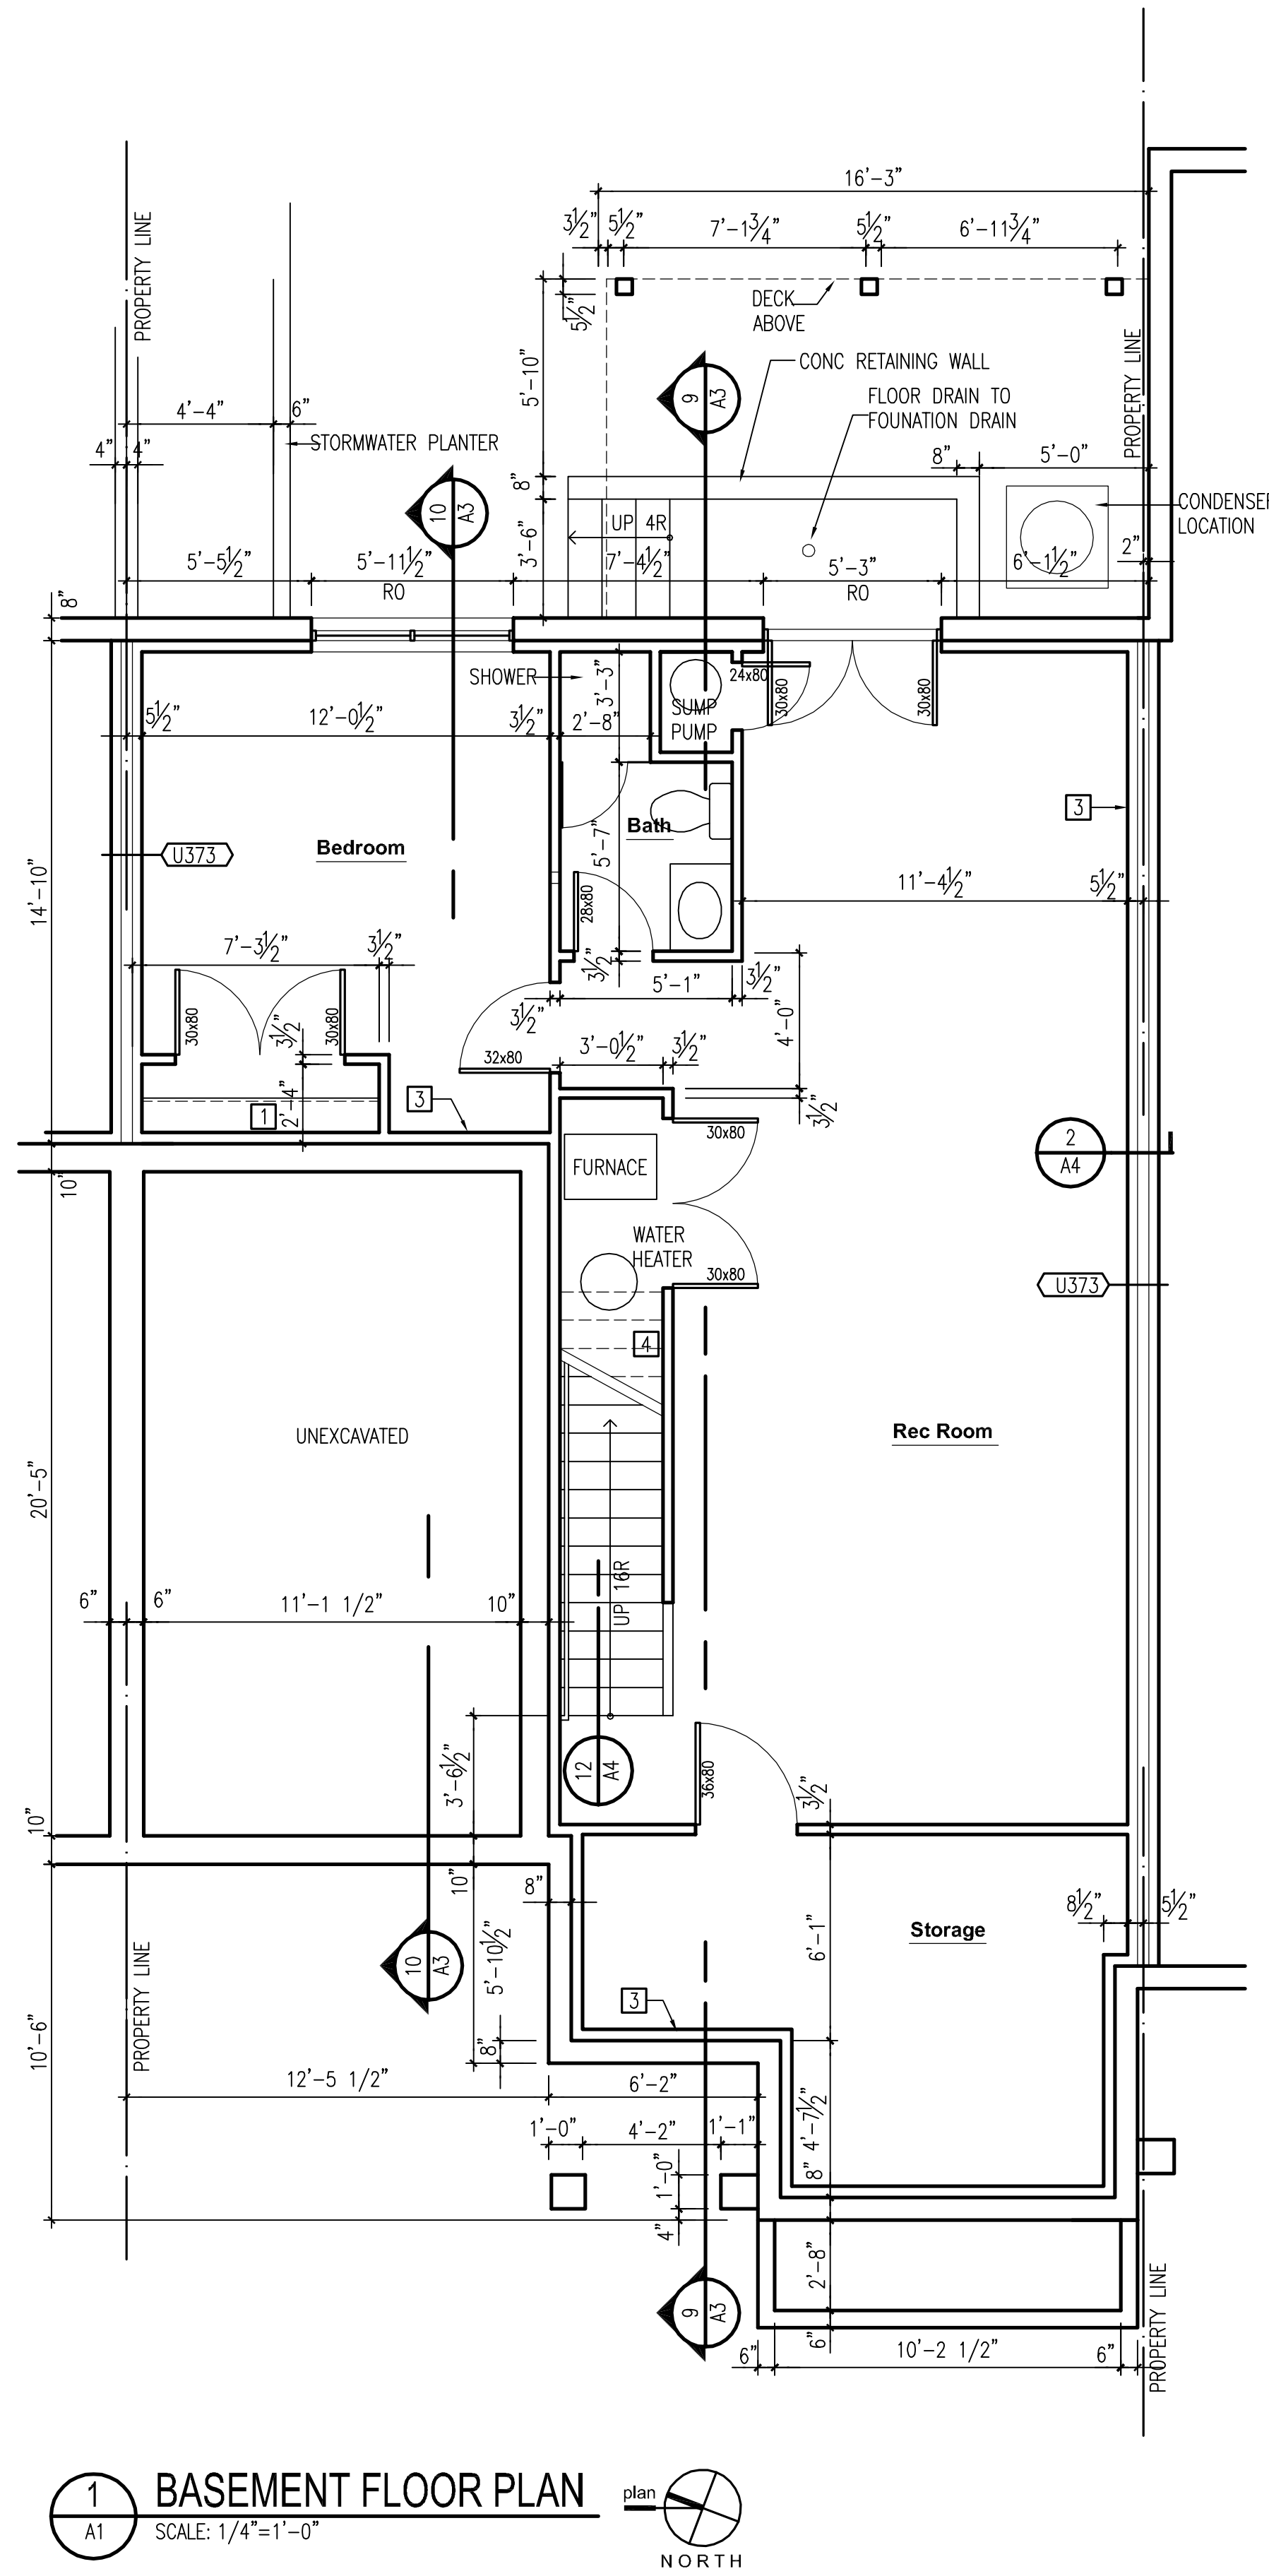 16'-3"
3½" 5½" 7'-1¾" 5½" 6'-11¾"
PROPERTY LINE
5½"
DECK
ABOVE
PROPERTY LINE
5'-10"
CONC RETAINING WALL
9
A3
FLOOR DRAIN TO
FOUNATION DRAIN
4'-4" 6"
STORMWATER PLANTER
4" 4"
8" 5'-0"
8"
10
A3
CONDENSER
LOCATION
UP 4R
3'-6"
2"
5'-5½" 5'-11½" 7'-4½" 5'-3" 6'-1½"
RO RO
8"
SHOWER
3'-3"
24x80
30x80
30x80
SUMP
PUMP
5½" 12'-0½" 3½" 2'-8"
3
Bath
Bedroom
U373
5'-7"
14'-10"
11'-4½" 5½"
28x80
7'-3½" 3½"
3½"
5'-1" 3½"
3½"
4'-0"
30x80
3½"
30x80
3'-0½" 3½"
32x80
1
2'-4"
3
3½"
30x80
2
A4
FURNACE
10"
WATER
HEATER
30x80
U373
4
UNEXCAVATED
Rec Room
20'-5"
UP 16R
6" 6" 11'-1 1/2" 10"
3'-6½"
12
A4
36x80
3½"
10"
10"
8"
8½" 5½"
Storage
6'-1"
10
A3
5'-10½"
PROPERTY LINE
3
10'-6"
8"
12'-5 1/2" 6'-2"
4'-7½"
1'-0" 4'-2" 1'-1"
1'-0"
8"
4"
2'-8"
9
A3
6"
PROPERTY LINE
6" 10'-2 1/2" 6"
1
A1
BASEMENT FLOOR PLAN
SCALE: 1/4"=1'-0"
plan
NORTH